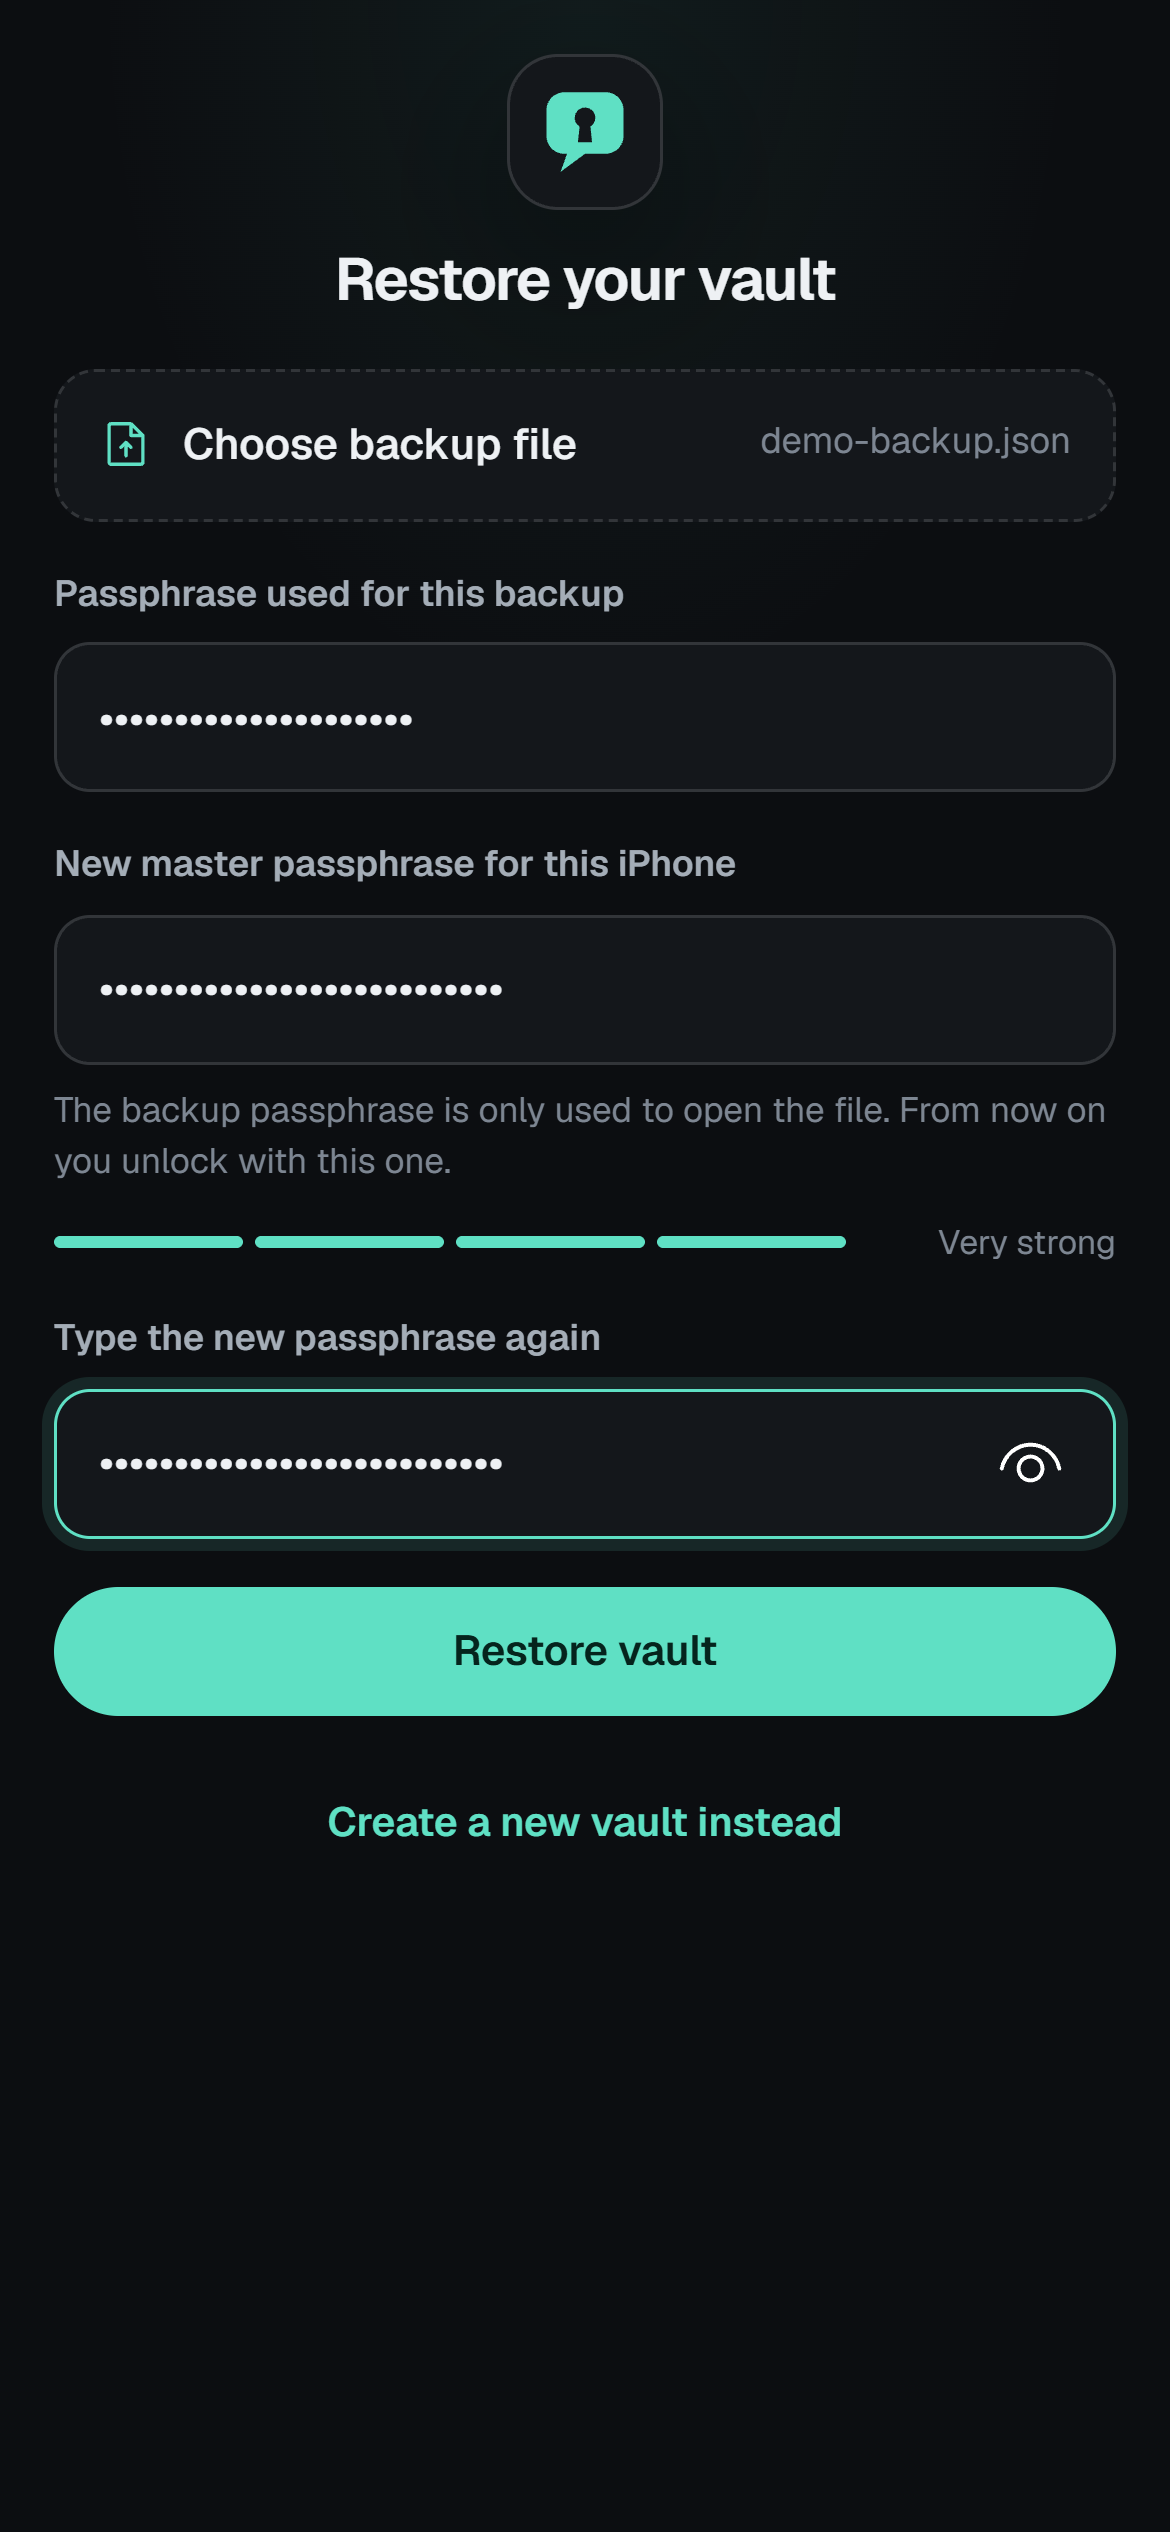 Restore your vault
Choose backup file
demo-backup.json
Passphrase used for this backup
•••••••••••••••••••••
New master passphrase for this iPhone
•••••••••••••••••••••••••••
The backup passphrase is only used to open the file. From now on
you unlock with this one.
Very strong
Type the new passphrase again
•••••••••••••••••••••••••••
Restore vault
Create a new vault instead